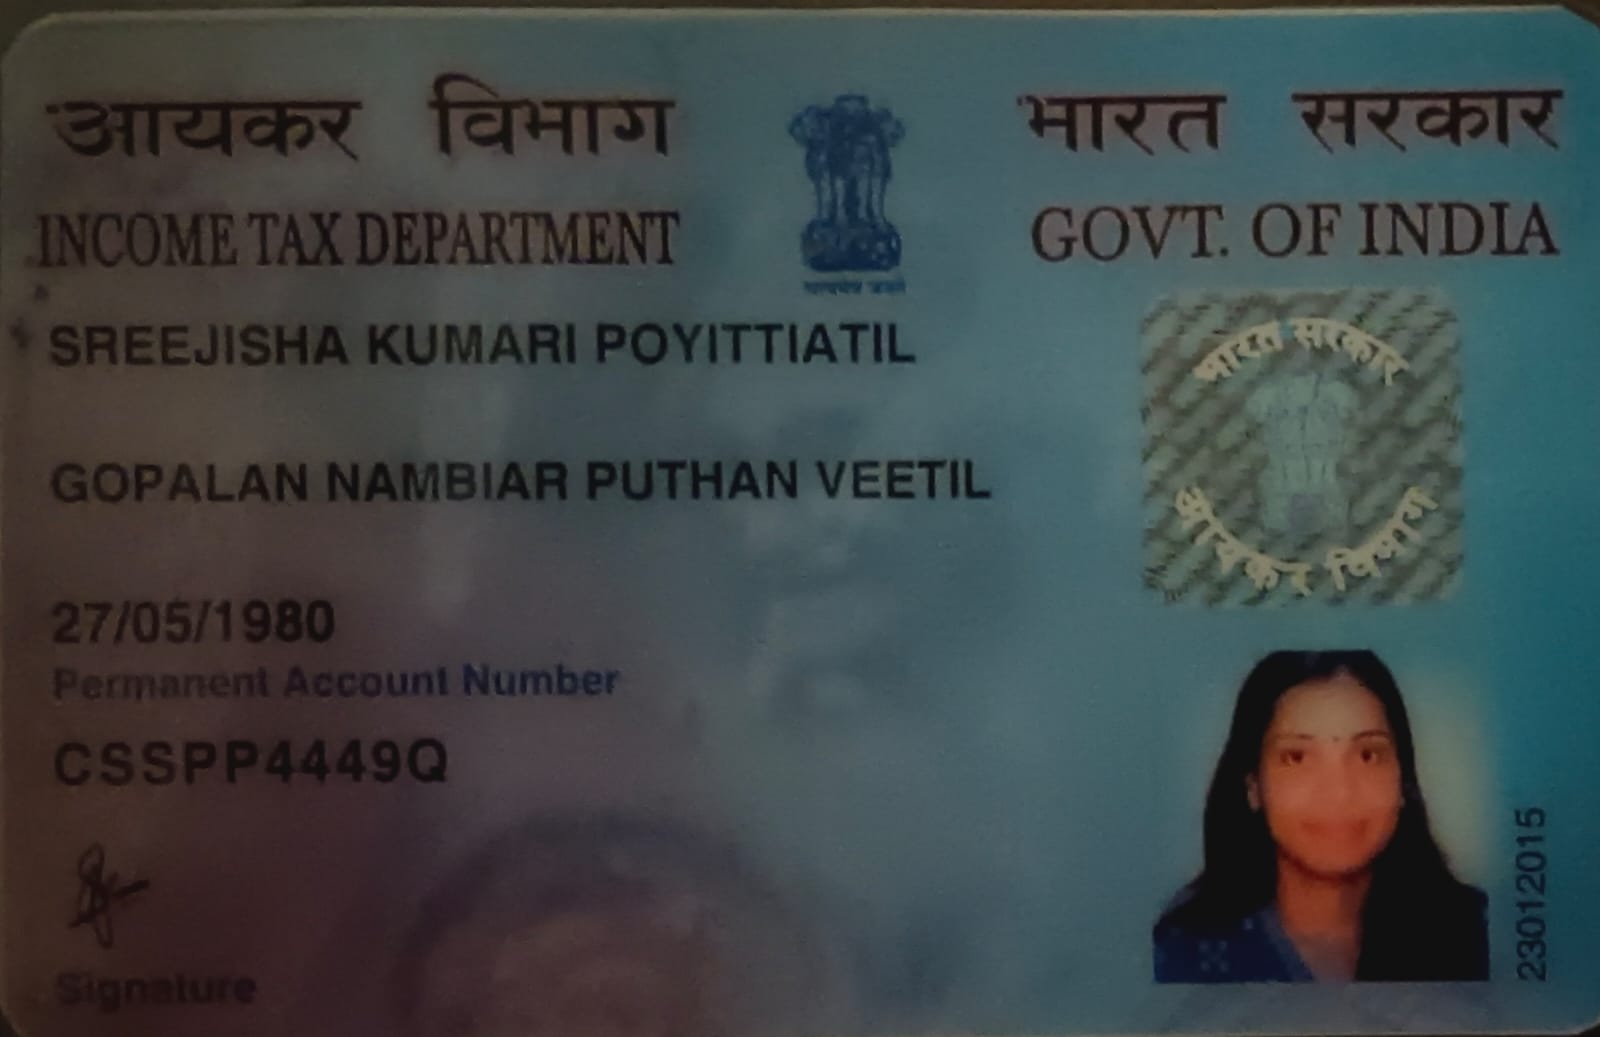 आयकर विभाग
भारत सरकार
INCOME TAX DEPARTMENT
GOVT. OF INDIA
सत्यमेव जयते
SREEJISHA KUMARI POYITTIATIL
भारत सरकार
आयकर विभाग
GOPALAN NAMBIAR PUTHAN VEETIL
27/05/1980
Permanent Account Number
CSSPP4449Q
Signature
23012015